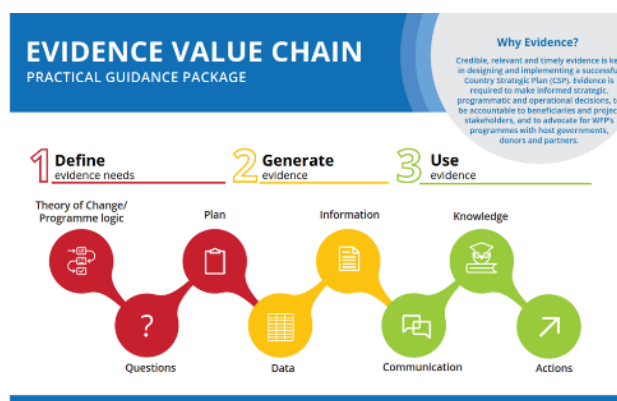 EVIDENCE VALUE CHAIN
PRACTICAL GUIDANCE PACKAGE
Why Evidence?
Credible, relevant and timely evidence is ke
in designing and implementing a successfu
Country Strategic Plan (CSP). Evidence is
required to make informed strategic,
programmatic and operational decisions, t
be accountable to beneficiaries and projec
stakeholders, and to advocate for WFP's
programmes with host governments,
donors and partners.
1 Define
evidence needs
2 Generate
evidence
3 Use
evidence
Theory of Change/
Programme logic
Plan
Information
Knowledge
?
Questions
Data
Communication
Actions